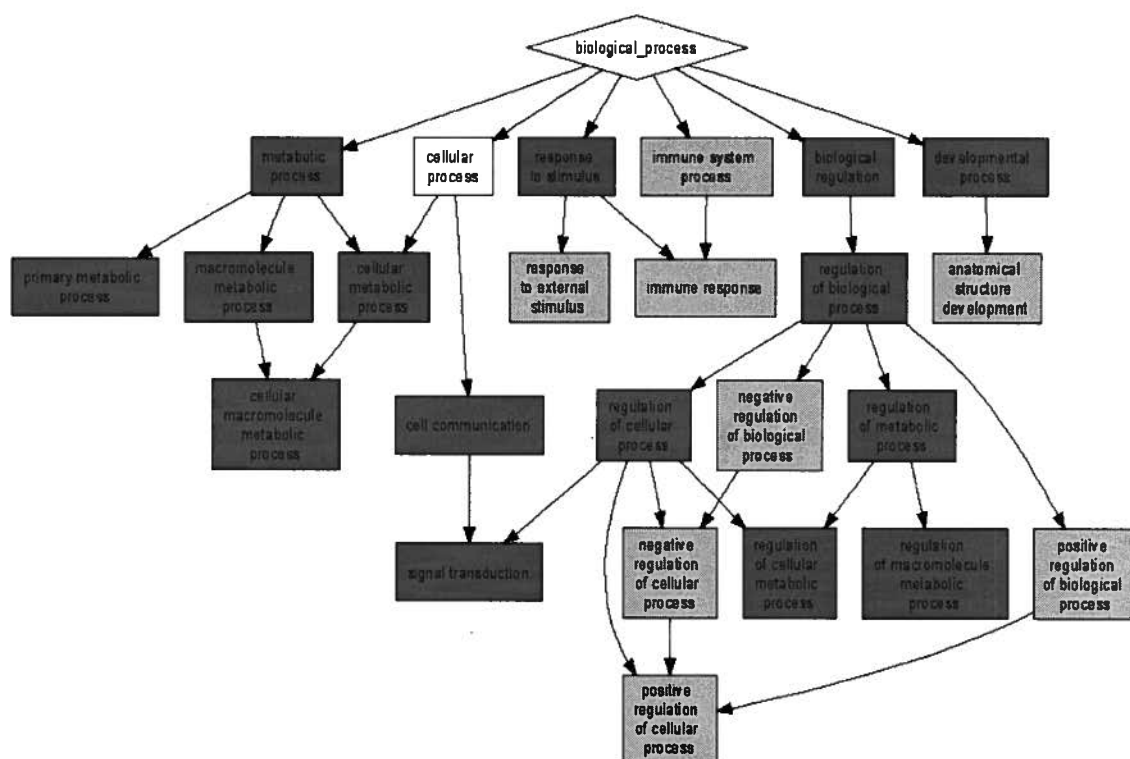 biological_process
metabolic
process
cellular
process
response
to stimulus
immune system
process
biological
regulation
developmental
process
primary metabolic
process
macromolecule
metabolic
process
cellular
metabolic
process
response
to external
stimulus
immune response
regulation
of biological
process
anatomical
structure
development
cellular
macromolecule
metabolic
process
cell communication
regulation
of cellular
process
negative
regulation
of biological
process
regulation
of metabolic
process
signal transduction
negative
regulation
of cellular
process
regulation
of cellular
metabolic
process
regulation
of macromolecule
metabolic
process
positive
regulation
of biological
process
positive
regulation
of cellular
process